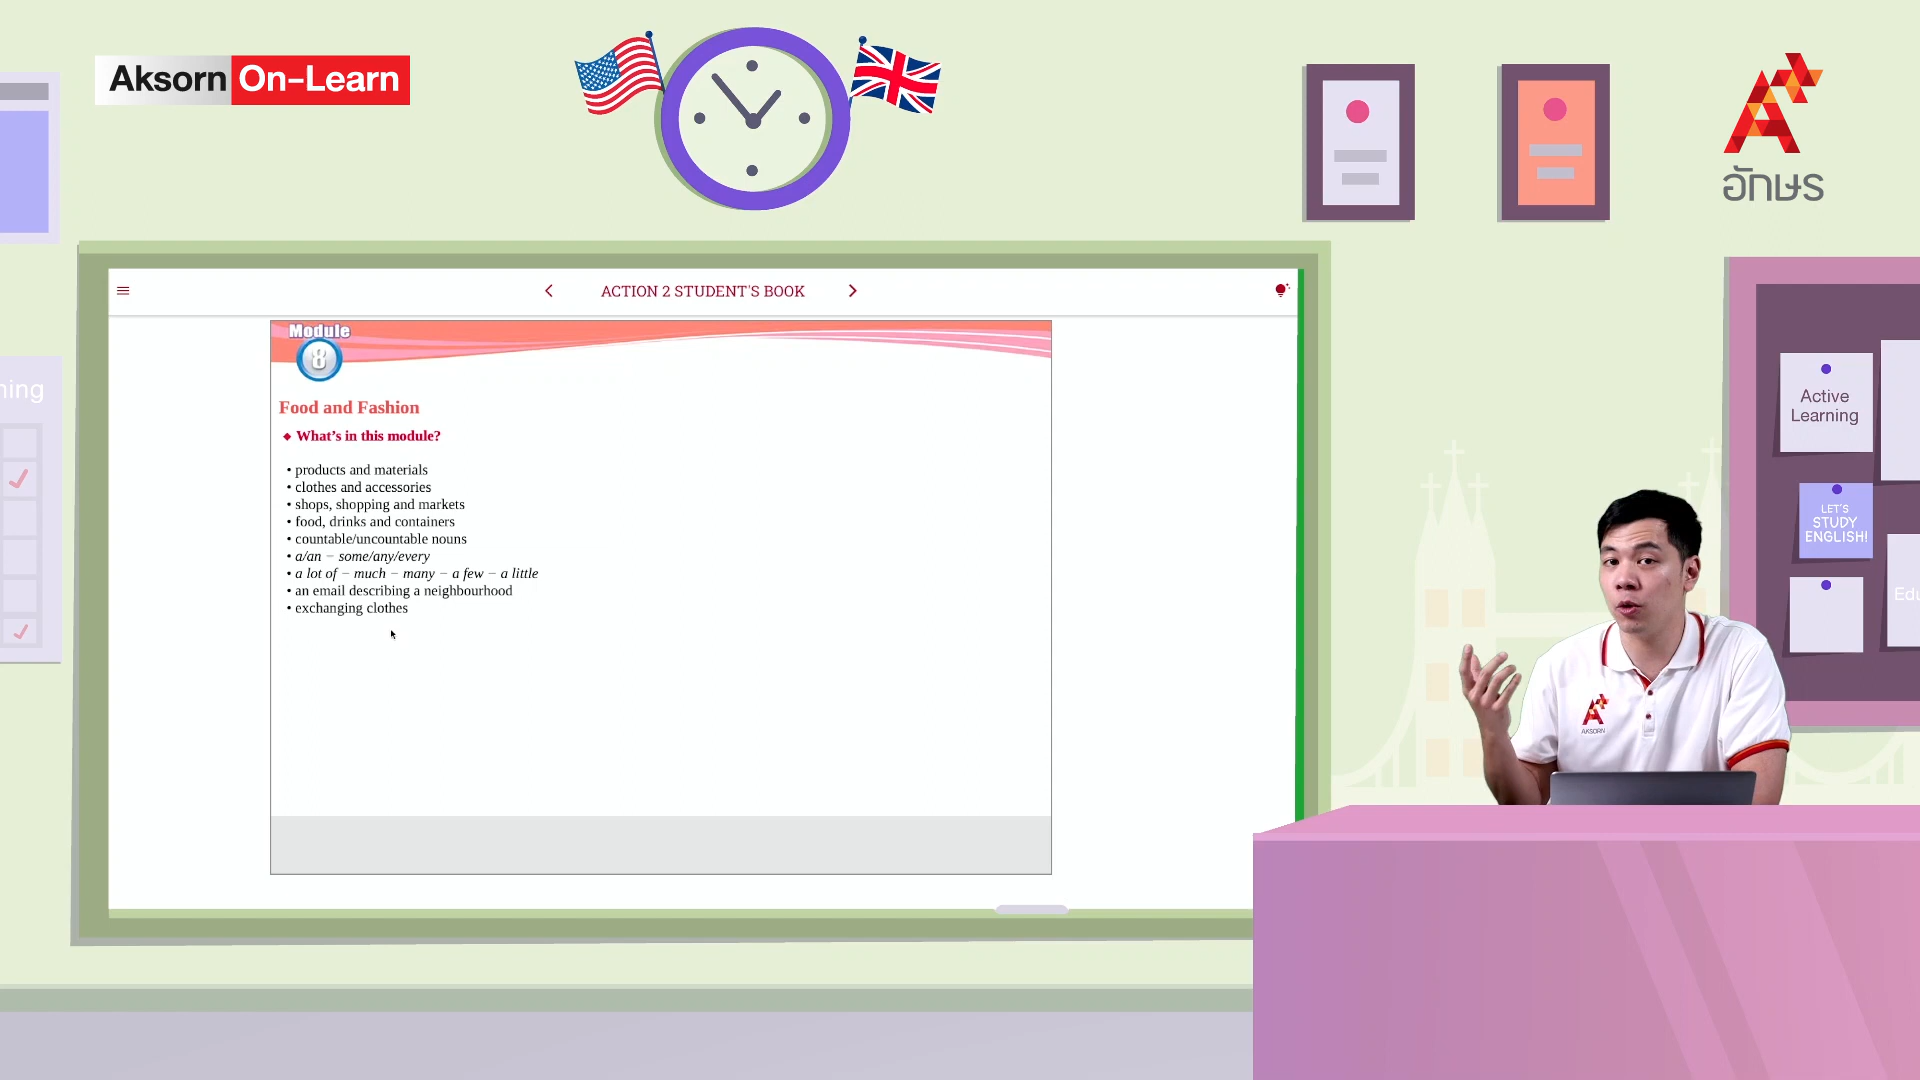 Aksorn On-Learn
อักษร
ning
ACTION 2 STUDENT'S BOOK
Module
8
Food and Fashion
◆ What's in this module?
• products and materials
• clothes and accessories
• shops, shopping and markets
• food, drinks and containers
• countable/uncountable nouns
• a/an – some/any/every
• a lot of – much – many – a few – a little
• an email describing a neighbourhood
• exchanging clothes
Active
Learning
LET'S
STUDY
ENGLISH!
Edu
AKSORN